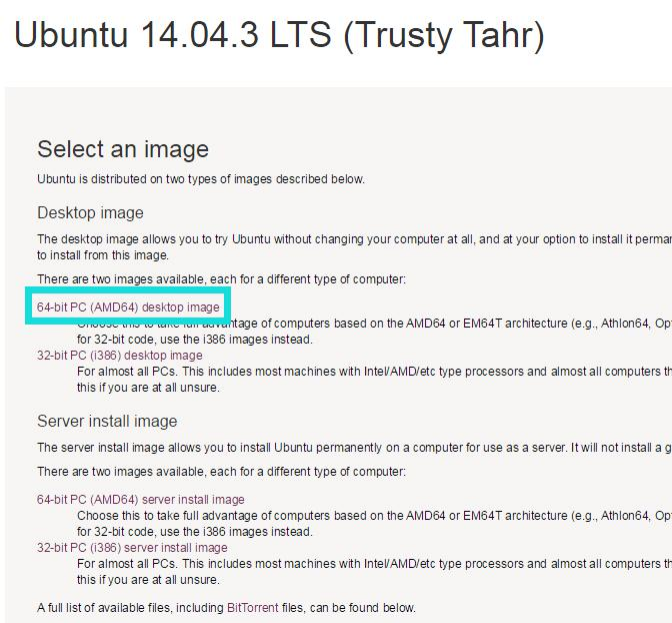 Ubuntu 14.04.3 LTS (Trusty Tahr)
Select an image
Ubuntu is distributed on two types of images described below.
Desktop image
The desktop image allows you to try Ubuntu without changing your computer at all, and at your option to install it
to install from this image.
There are two images available, each for a different type of computer:
64-bit PC (AMD64) desktop image
Choose this to take full advantage of computers based on the AMD64 or EM64T architecture (e.g., Athlon64,
for 32-bit code, use the i386 images instead.
32-bit PC (i386) desktop image
For almost all PCs. This includes most machines with Intel/AMD/etc type processors and almost all computers
this if you are at all unsure.
Server install image
The server install image allows you to install Ubuntu permanently on a computer for use as a server. It will not install a
There are two images available, each for a different type of computer:
64-bit PC (AMD64) server install image
Choose this to take full advantage of computers based on the AMD64 or EM64T architecture (e.g., Athlon64,
for 32-bit code, use the i386 images instead.
32-bit PC (i386) server install image
For almost all PCs. This includes most machines with Intel/AMD/etc type processors and almost all computers
this if you are at all unsure.
A full list of available files, including BitTorrent files, can be found below.